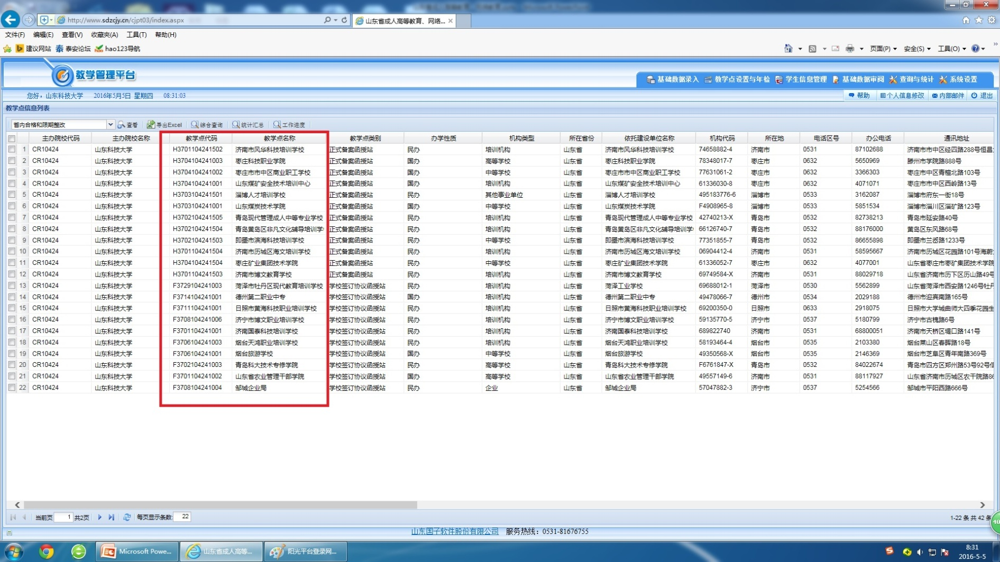 http://www.sdzcjy.cn/cjpt03/index.aspx 山东省成人高等教育、网络...
文件(F) 编辑(E) 查看(V) 收藏夹(A) 工具(T) 帮助(H)
建议网站 泰安论坛 hao123导航 页面(P) 安全(S) 工具(O)
教学管理平台
基础数据录入 教学点设置与年检 学生信息管理 基础数据审阅 查询与统计 系统设置
您好，山东科技大学 2016年5月5日 星期四 08:31:03 帮助 个人信息修改 内部邮件 退出
教学点信息列表
省内合格和限期整改 查看 导出Excel 综合查询 统计汇总 工作进度
主办院校代码 主办院校名称 教学点代码 教学点名称 教学点类别 办学性质 机构类型 所在省份 依托建设单位名称 机构代码 所在地 电话区号 办公电话 通讯地址
1 CR10424 山东科技大学 H3701104241502 济南市风华科技培训学校 正式备案函授站 民办 培训机构 山东省 济南市风华科技培训学校 74658882-4 济南市 0531 87102688 济南市市中区经四路288号恒昌
2 CR10424 山东科技大学 H3704104241003 枣庄科技职业学院 正式备案函授站 国办 高等学校 山东省 枣庄科技职业学院 78348017-7 枣庄市 0632 5650969 滕州市学院路888号
3 CR10424 山东科技大学 H3704104241002 枣庄市市中区商业职工学校 正式备案函授站 国办 中等学校 山东省 枣庄市市中区商业职工学校 77631061-2 枣庄市 0632 3366303 枣庄市中区青檀北路103号
4 CR10424 山东科技大学 H3704104241001 山东煤矿安全技术培训中心 正式备案函授站 国办 培训机构 山东省 山东煤矿安全技术培训中心 61336030-8 枣庄市 0632 4071071 枣庄市市中区西岭路13号
5 CR10424 山东科技大学 H3703104241501 淄博人才培训学校 正式备案函授站 民办 其他事业单位 山东省 淄博人才培训学校 495183776-6 淄博市 0533 3162087 淄博市府东一街18号
6 CR10424 山东科技大学 H3703104241001 山东煤炭技术学院 正式备案函授站 国办 中等学校 山东省 山东煤炭技术学院 F4908965-8 淄博市 0533 5851534 淄博市淄川区淄矿路123号
7 CR10424 山东科技大学 H3702104241505 青岛现代管理成人中等专业学校 正式备案函授站 民办 培训机构 山东省 青岛现代管理成人中等专业学校 42740213-X 青岛市 0532 82738213 青岛市延安路40号
8 CR10424 山东科技大学 H3702104241504 青岛黄岛区非凡文化辅导培训学 正式备案函授站 民办 培训机构 山东省 青岛黄岛区非凡文化辅导培训学 66126740-7 青岛市 0532 88176000 黄岛区东风路68号
9 CR10424 山东科技大学 H3702104241503 即墨市滨海科技培训学校 正式备案函授站 民办 中等学校 山东省 即墨市滨海科技培训学校 77351855-7 青岛市 0532 86655898 即墨市兰岙路1233号
10 CR10424 山东科技大学 H3701104241504 济南市历城区海文培训学校 正式备案函授站 民办 培训机构 山东省 济南市历城区海文培训学校 06904412-4 济南市 0531 58595667 济南市历城区花园路101号海蔚
11 CR10424 山东科技大学 H3704104241504 枣庄矿业集团技术学院 正式备案函授站 民办 中等学校 山东省 枣庄矿业集团技术学院 61336052-7 枣庄市 0632 4077001 山东省枣庄市枣矿集团技术学院
12 CR10424 山东科技大学 H3701104241503 济南市博文教育学校 正式备案函授站 民办 培训机构 山东省 济南市博文教育学校 69749584-X 济南市 0531 88029718 山东省济南市历下区历山路49号
13 CR10424 山东科技大学 F3729104241003 菏泽市牡丹区现代教育培训学校 学校签订协议函授站 民办 培训机构 山东省 菏泽工业学校 69688012-1 菏泽市 0530 5562899 山东省菏泽市西安路1246号牡丹
14 CR10424 山东科技大学 F3714104241001 德州第二职业中专 学校签订协议函授站 国办 培训机构 山东省 德州第二职业中专 49478066-7 德州市 0534 2029188 德州市迎宾南路165号
15 CR10424 山东科技大学 F3711104241001 日照市黄海科技职业培训学校 学校签订协议函授站 民办 培训机构 山东省 日照市黄海科技职业培训学校 69200350-0 日照市 0633 2918075 日照市大学城曲师大四季花园生
16 CR10424 山东科技大学 F3708104241006 济宁市博文职业培训学校 学校签订协议函授站 民办 培训机构 山东省 济宁市博文职业培训学校 59135770-5 济宁市 0537 5180799 济宁市古槐路6号
17 CR10424 山东科技大学 F3701104241001 济南国泰科技培训学校 学校签订协议函授站 民办 培训机构 山东省 济南国泰科技培训学校 689822740 济南市 0531 68800051 济南市天桥区堤口路141号
18 CR10424 山东科技大学 F3706104241003 烟台天鸿职业培训学校 学校签订协议函授站 民办 培训机构 山东省 烟台天鸿职业培训学校 58193464-4 烟台市 0535 2103380 烟台莱山区春晖路18号
19 CR10424 山东科技大学 F3706104241001 烟台旅游学校 学校签订协议函授站 国办 中等学校 山东省 烟台旅游学校 49350568-X 烟台市 0535 2146369 烟台市芝罘区青年南路369号
20 CR10424 山东科技大学 F3702104241003 青岛科大技术专修学院 学校签订协议函授站 民办 高等学校 山东省 青岛科大技术专修学院 F6761847-X 青岛市 0532 84022674 青岛市四方区郑州路53号92号信
21 CR10424 山东科技大学 F3701104241002 山东省农业管理干部学院 学校签订协议函授站 国办 高等学校 山东省 山东省农业管理干部学院 49557149-6 济南市 0531 88117927 山东省济南市历城区农干院路86
22 CR10424 山东科技大学 F3708104241004 邹城企业局 学校签订协议函授站 民办 企业 山东省 邹城企业局 57047882-3 济宁市 0537 5254566 邹城市平阳西路666号
当前页 1 共2页 每页显示条数: 22 1-22 条 共 42 条
40
山东国子软件股份有限公司 服务热线：0531-81676755
Microsoft Powe... 山东省成人高等... 阳光平台登录网...
8:31
2016-5-5